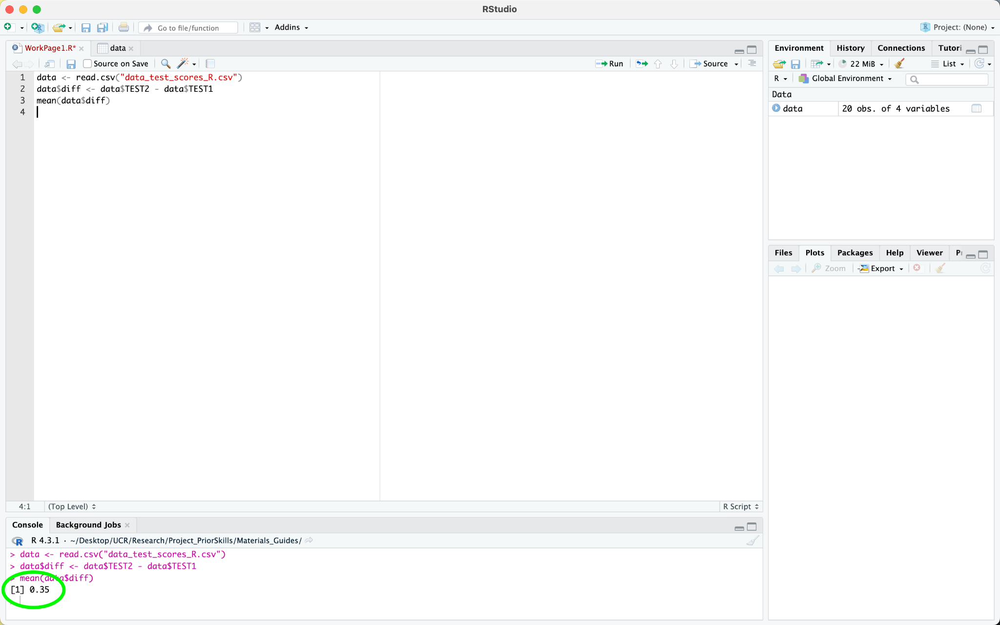 RStudio
Go to file/function Addins Project: (None)
WorkPage1.R* data
Source on Save Run Source
1 data <- read.csv("data_test_scores_R.csv")
2 data$diff <- data$TEST2 - data$TEST1
3 mean(data$diff)
4
4:1 (Top Level) R Script
Console Background Jobs
R 4.3.1 · ~/Desktop/UCR/Research/Project_PriorSkills/Materials_Guides/
> data <- read.csv("data_test_scores_R.csv")
> data$diff <- data$TEST2 - data$TEST1
> mean(data$diff)
[1] 0.35
Environment History Connections Tutori
22 MiB List
R Global Environment
Data
data 20 obs. of 4 variables
Files Plots Packages Help Viewer
Zoom Export